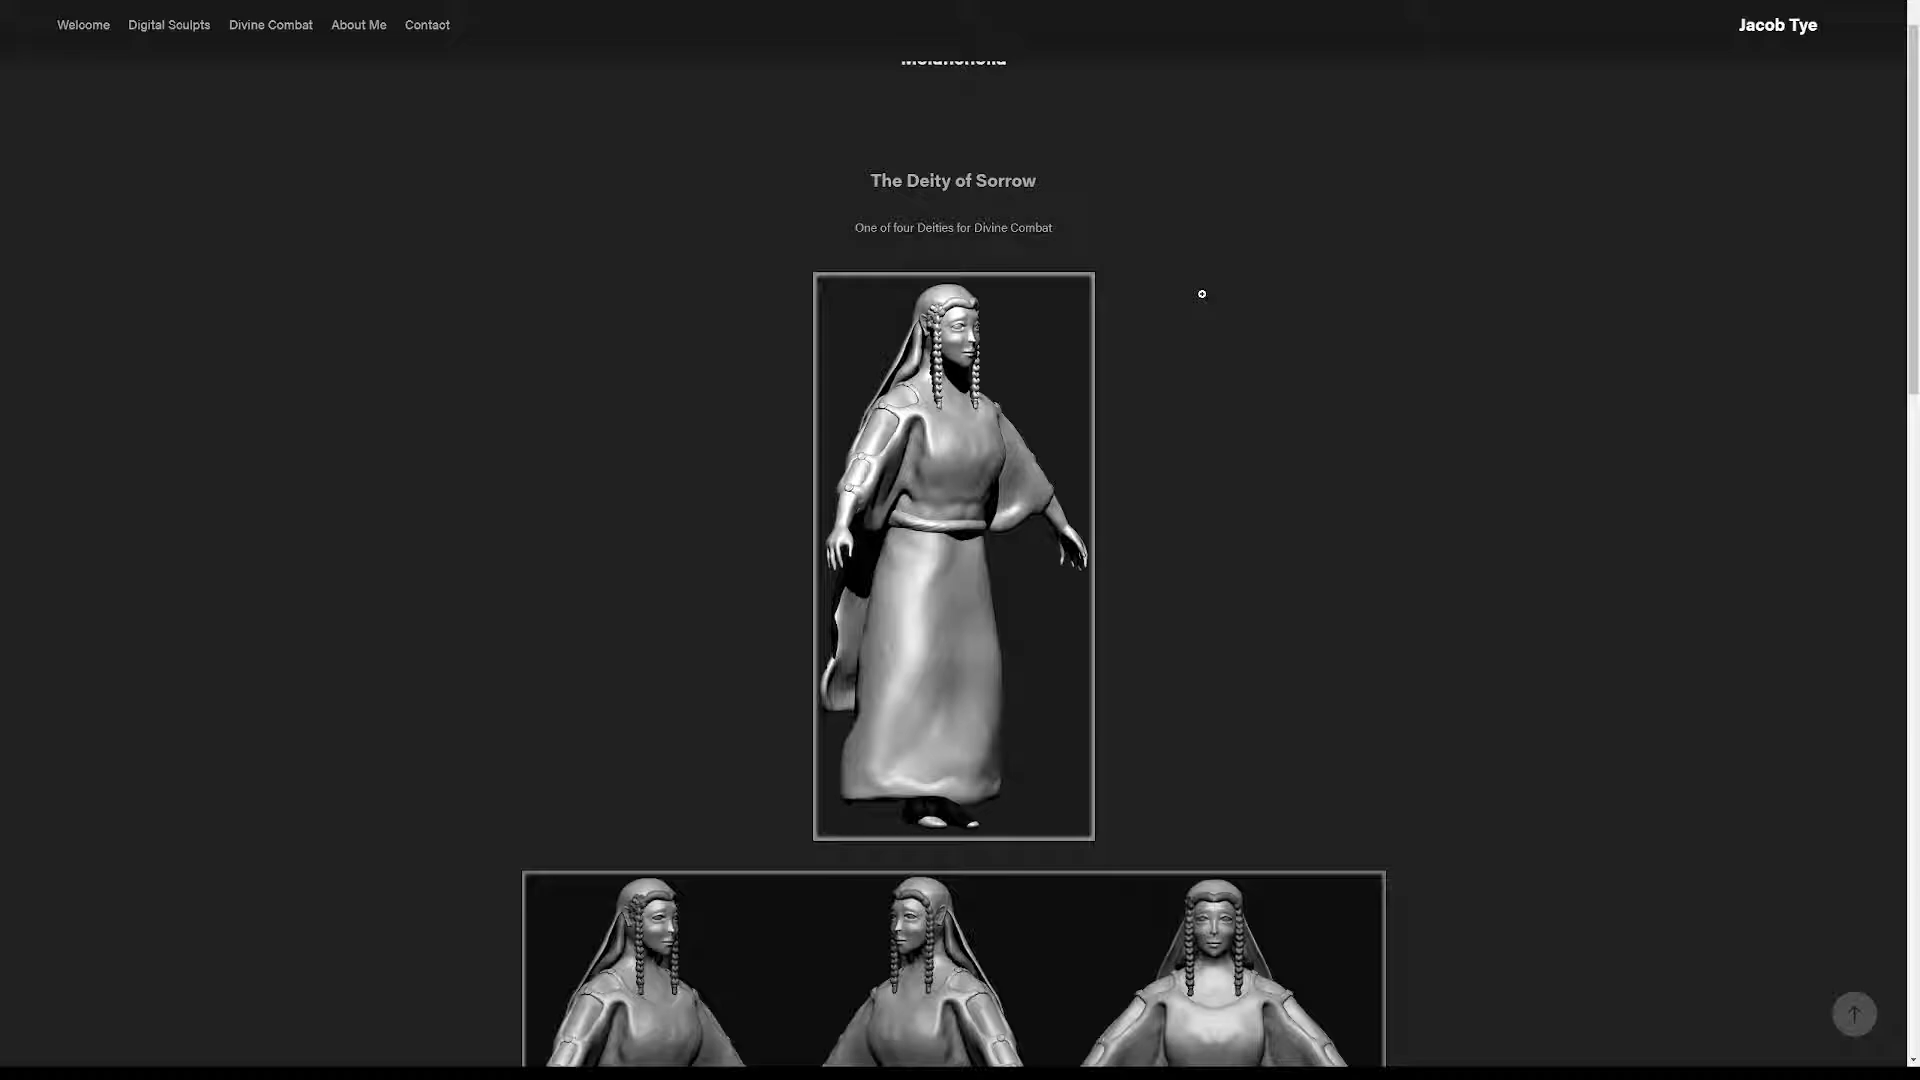 Welcome Digital Sculpts Divine Combat About Me Contact Jacob Tye
The Deity of Sorrow
One of four Deities for Divine Combat